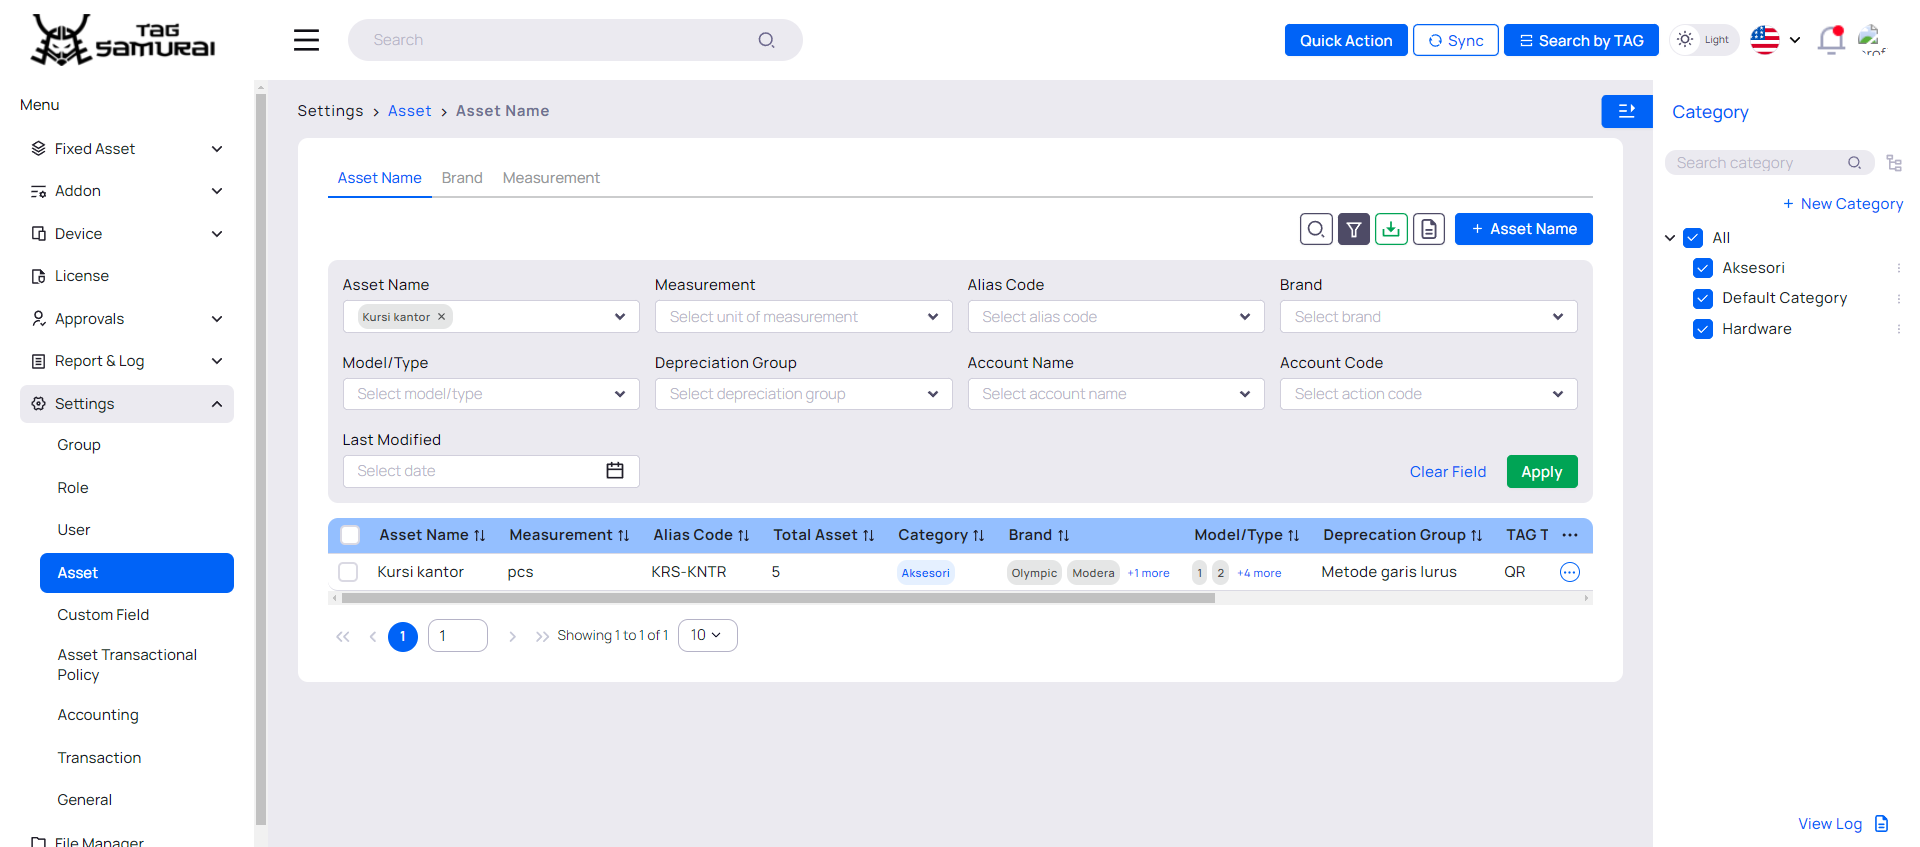 TAG SAMURAI
Search
Quick Action
Sync
Search by TAG
Light
Menu
Fixed Asset
Addon
Device
License
Approvals
Report & Log
Settings
Group
Role
User
Asset
Custom Field
Asset Transactional
Policy
Accounting
Transaction
General
File Manager
Settings > Asset > Asset Name
Asset Name Brand Measurement
+ Asset Name
Asset Name Measurement Alias Code Brand
Kursi kantor × Select unit of measurement Select alias code Select brand
Model/Type Depreciation Group Account Name Account Code
Select model/type Select depreciation group Select account name Select action code
Last Modified
Select date
Clear Field Apply
Asset Name Measurement Alias Code Total Asset Category Brand Model/Type Deprecation Group TAG T
Kursi kantor pcs KRS-KNTR 5 Aksesori Olympic Modera +1 more 1 2 +4 more Metode garis lurus QR
1 1 Showing 1 to 1 of 1 10
Category
Search category
+ New Category
All
Aksesori
Default Category
Hardware
View Log